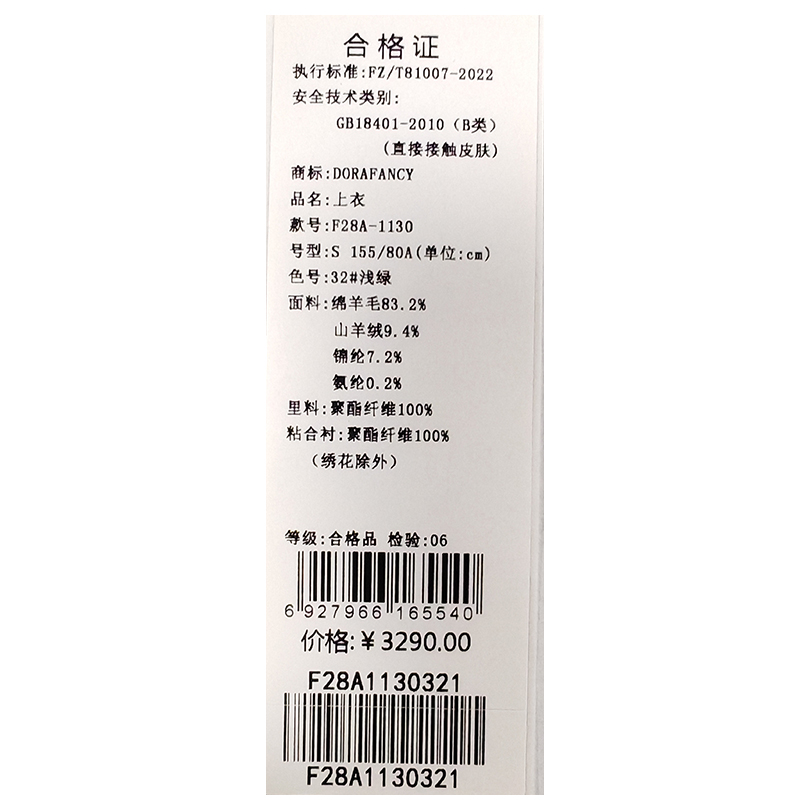 合格证
执行标准:FZ/T81007-2022
安全技术类别:
GB18401-2010（B类）
(直接接触皮肤)
商标:DORAFANCY
品名:上衣
款号:F28A-1130
号型:S 155/80A(单位:cm)
色号:32#浅绿
面料:绵羊毛83.2%
山羊绒9.4%
锦纶7.2%
氨纶0.2%
里料:聚酯纤维100%
粘合衬:聚酯纤维100%
（绣花除外）
等级:合格品 检验:06
6 927966 165540
价格:￥3290.00
F28A1130321
F28A1130321